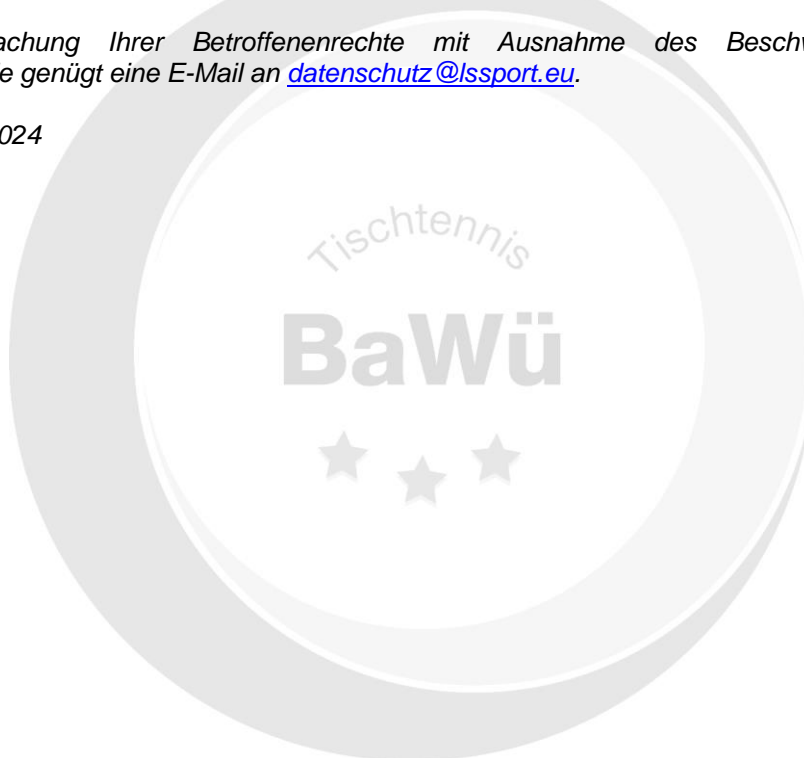 achung Ihrer Betroffenenrechte mit Ausnahme des Beschw
e genügt eine E-Mail an datenschutz@lssport.eu.
024
Tischtennis
BaWü